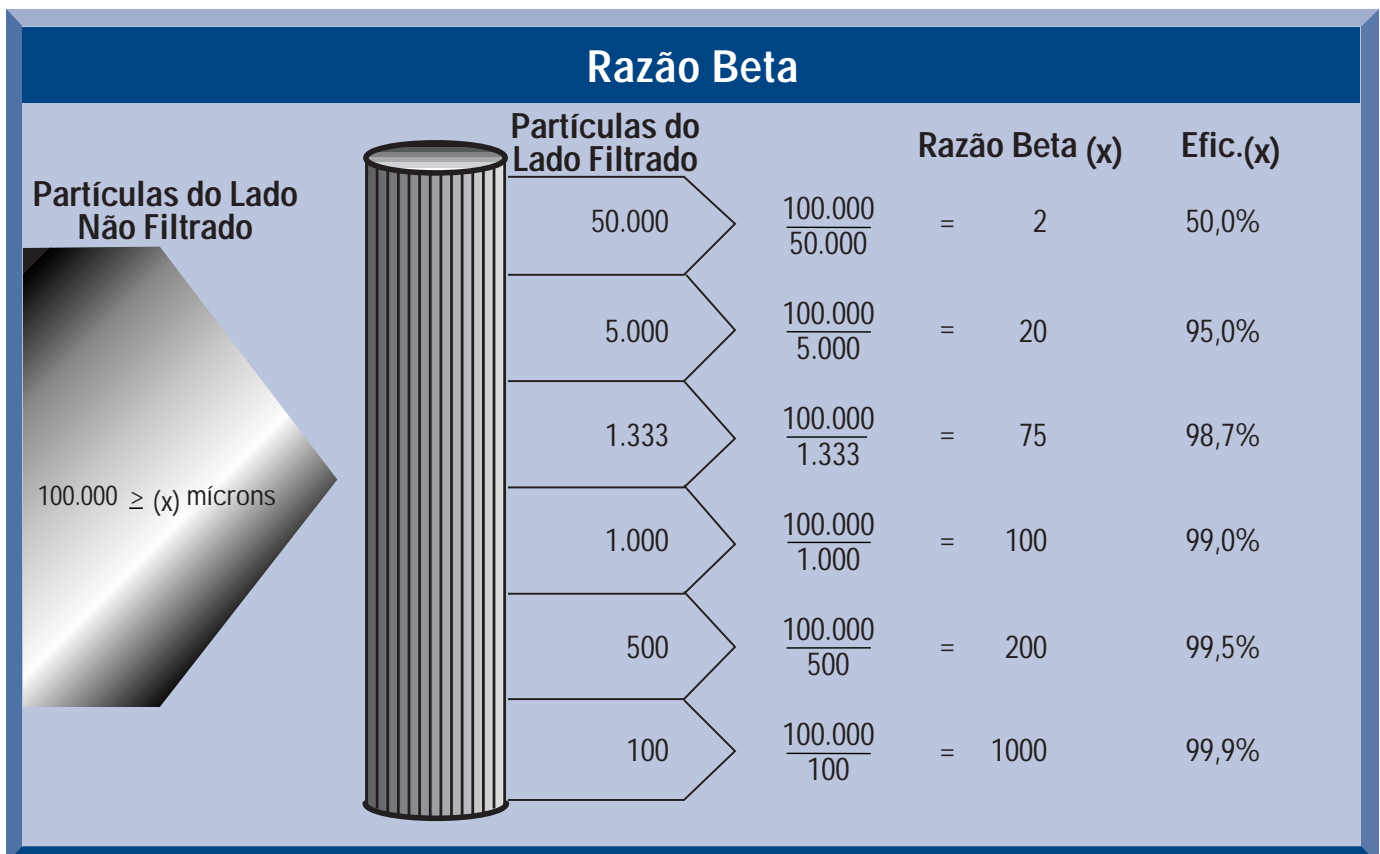 Razão Beta
Partículas do Lado
Não Filtrado
100.000 ≥ (x) mícrons
Partículas do
Lado Filtrado
Razão Beta (x)
Efic.(x)
50.000
100.000
50.000
= 2 50,0%
5.000
100.000
5.000
= 20 95,0%
1.333
100.000
1.333
= 75 98,7%
1.000
100.000
1.000
= 100 99,0%
500
100.000
500
= 200 99,5%
100
100.000
100
= 1000 99,9%